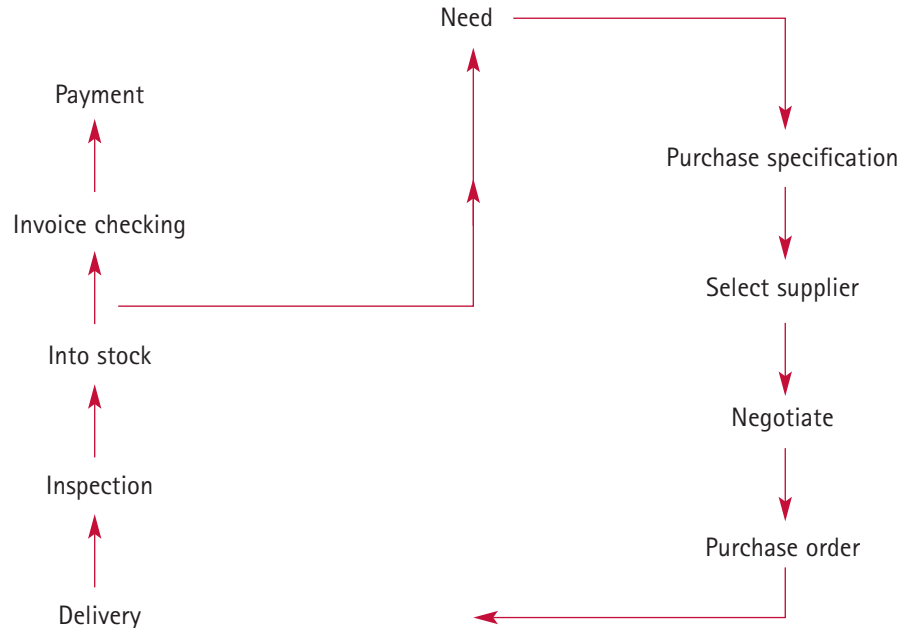 Need
Payment
Purchase specification
Invoice checking
Select supplier
Into stock
Negotiate
Inspection
Purchase order
Delivery